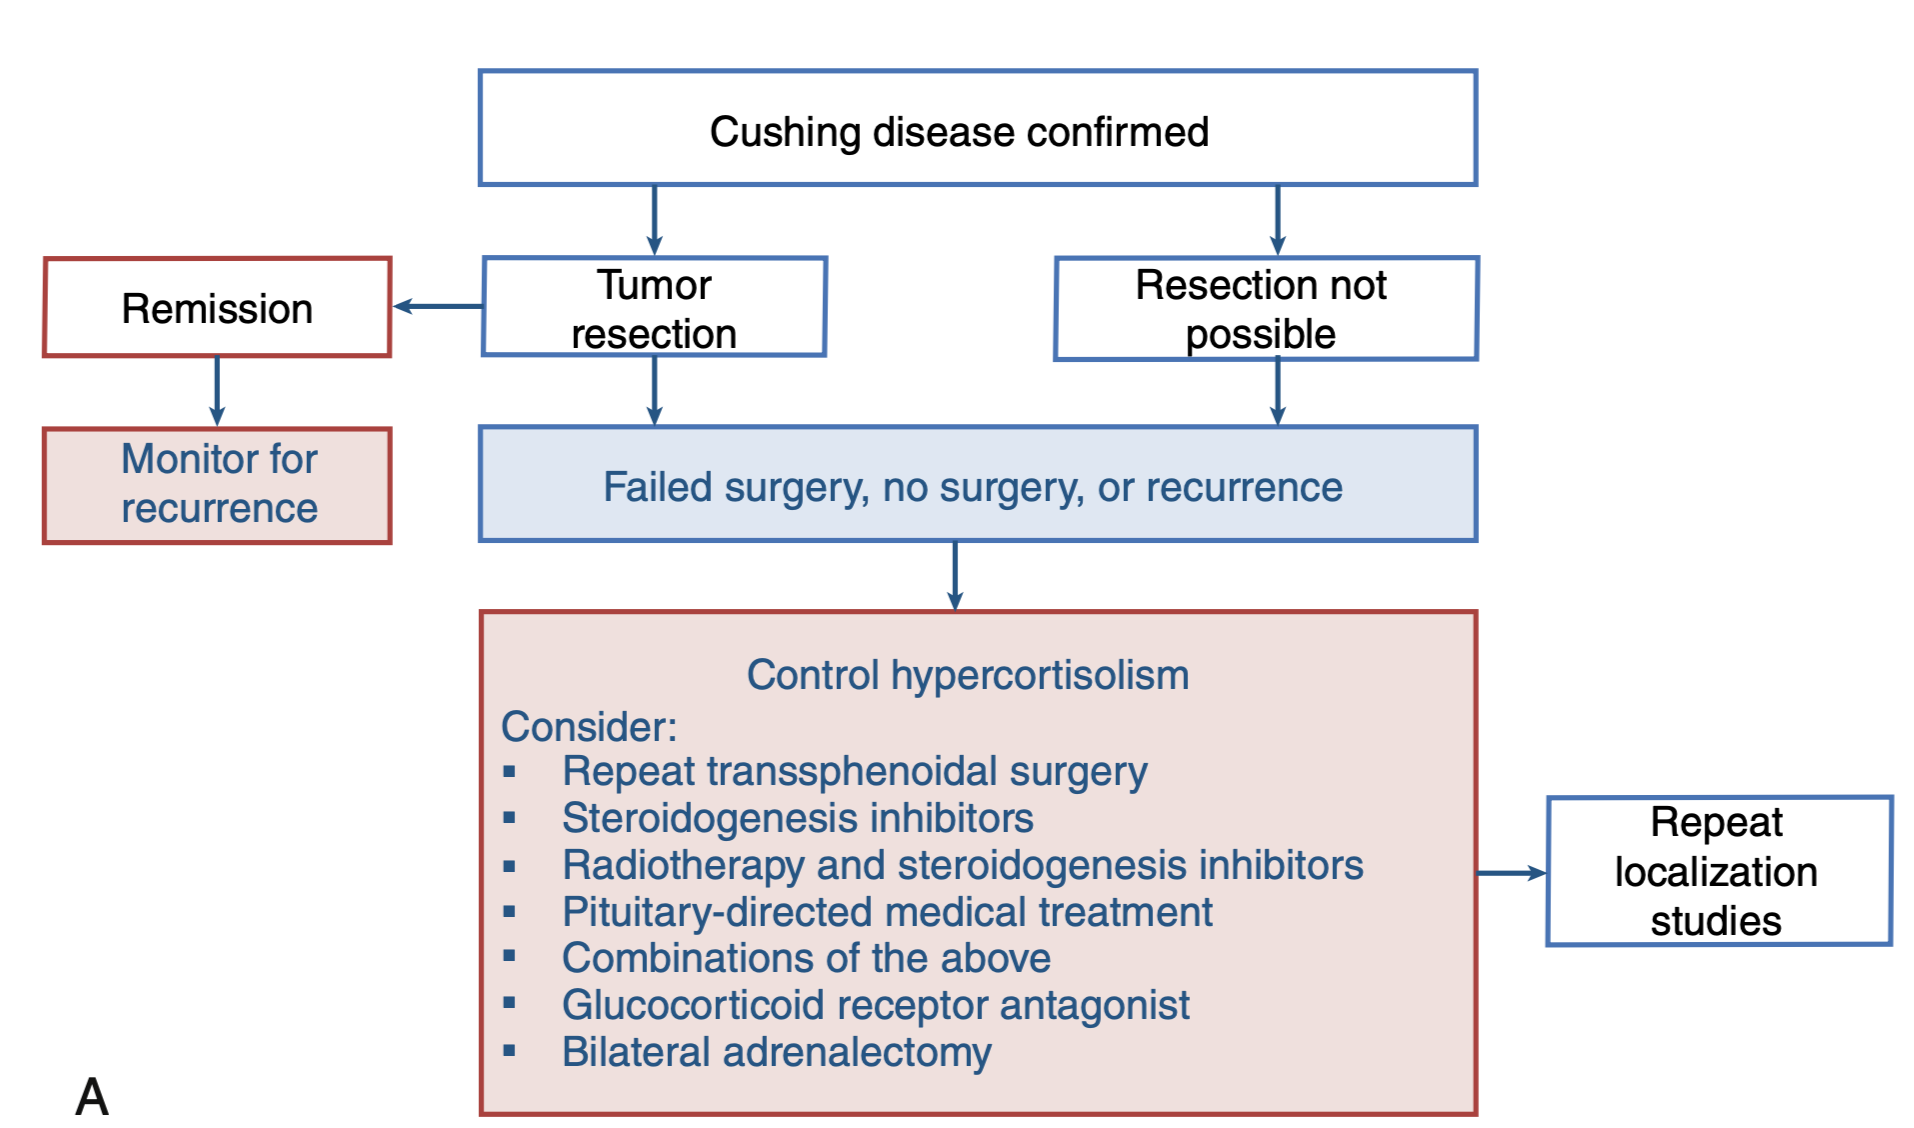 Cushing disease confirmed
Remission
Tumor
resection
Resection not
possible
Monitor for
recurrence
Failed surgery, no surgery, or recurrence
Control hypercortisolism
Consider:
▪ Repeat transsphenoidal surgery
▪ Steroidogenesis inhibitors
▪ Radiotherapy and steroidogenesis inhibitors
▪ Pituitary-directed medical treatment
▪ Combinations of the above
▪ Glucocorticoid receptor antagonist
▪ Bilateral adrenalectomy
Repeat
localization
studies
A